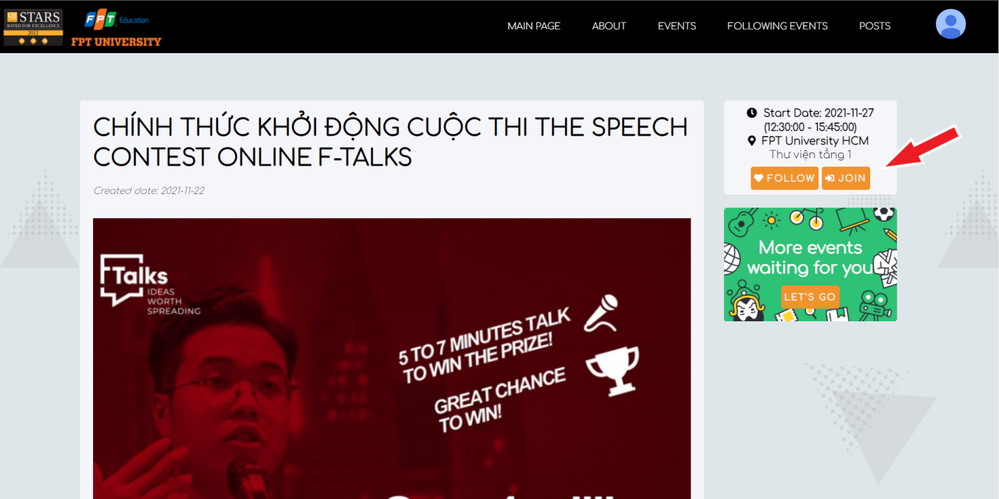 QS STARS
RATED FOR EXCELLENCE
2012
FPT Education
FPT UNIVERSITY
MAIN PAGE
ABOUT
EVENTS
FOLLOWING EVENTS
POSTS
CHÍNH THỨC KHỞI ĐỘNG CUỘC THI THE SPEECH
CONTEST ONLINE F-TALKS
Created date: 2021-11-22
FTalks
IDEAS
WORTH
SPREADING
5 TO 7 MINUTES TALK
TO WIN THE PRIZE!
GREAT CHANCE
TO WIN!
Start Date: 2021-11-27
(12:30:00 - 15:45:00)
FPT University HCM
Thư viện tầng 1
FOLLOW
JOIN
More events
waiting for you
LET'S GO